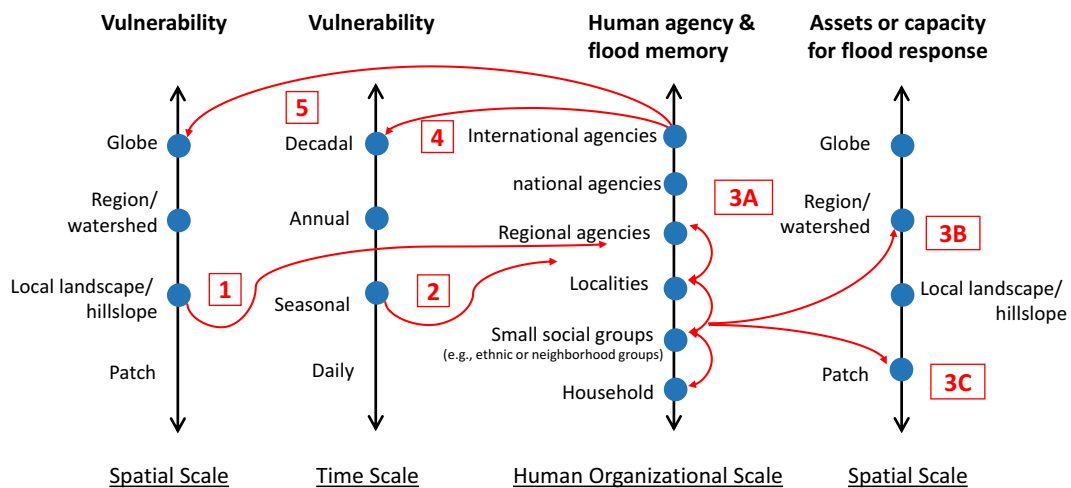 Vulnerability
Vulnerability
Human agency &
flood memory
Assets or capacity
for flood response
5
4
Globe
Decadal
International agencies
Globe
national agencies
3A
Region/
watershed
Annual
Regional agencies
Region/
watershed
3B
Local landscape/
hillslope
1
Seasonal
2
Localities
Local landscape/
hillslope
Small social groups
(e.g., ethnic or neighborhood groups)
Patch
Daily
Household
Patch
3C
Spatial Scale
Time Scale
Human Organizational Scale
Spatial Scale